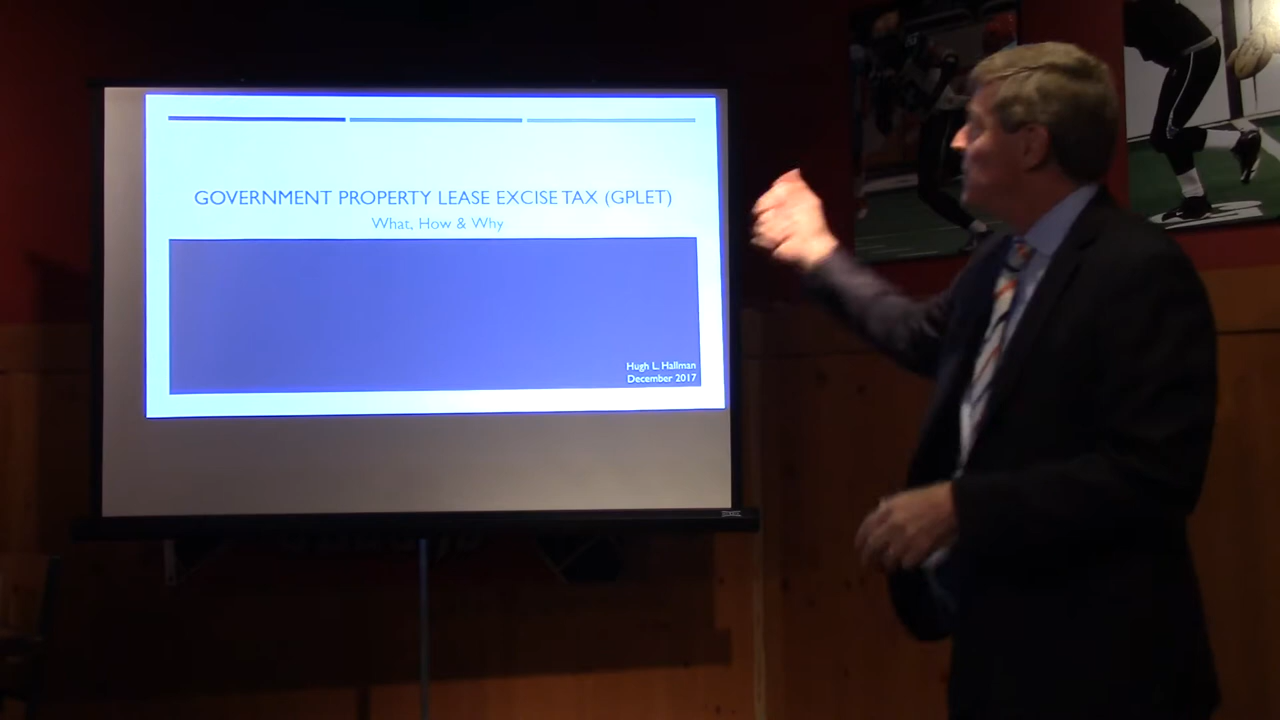 GOVERNMENT PROPERTY LEASE EXCISE TAX (GPLET)
What, How & Why
Hugh L. Hallman
December 2017